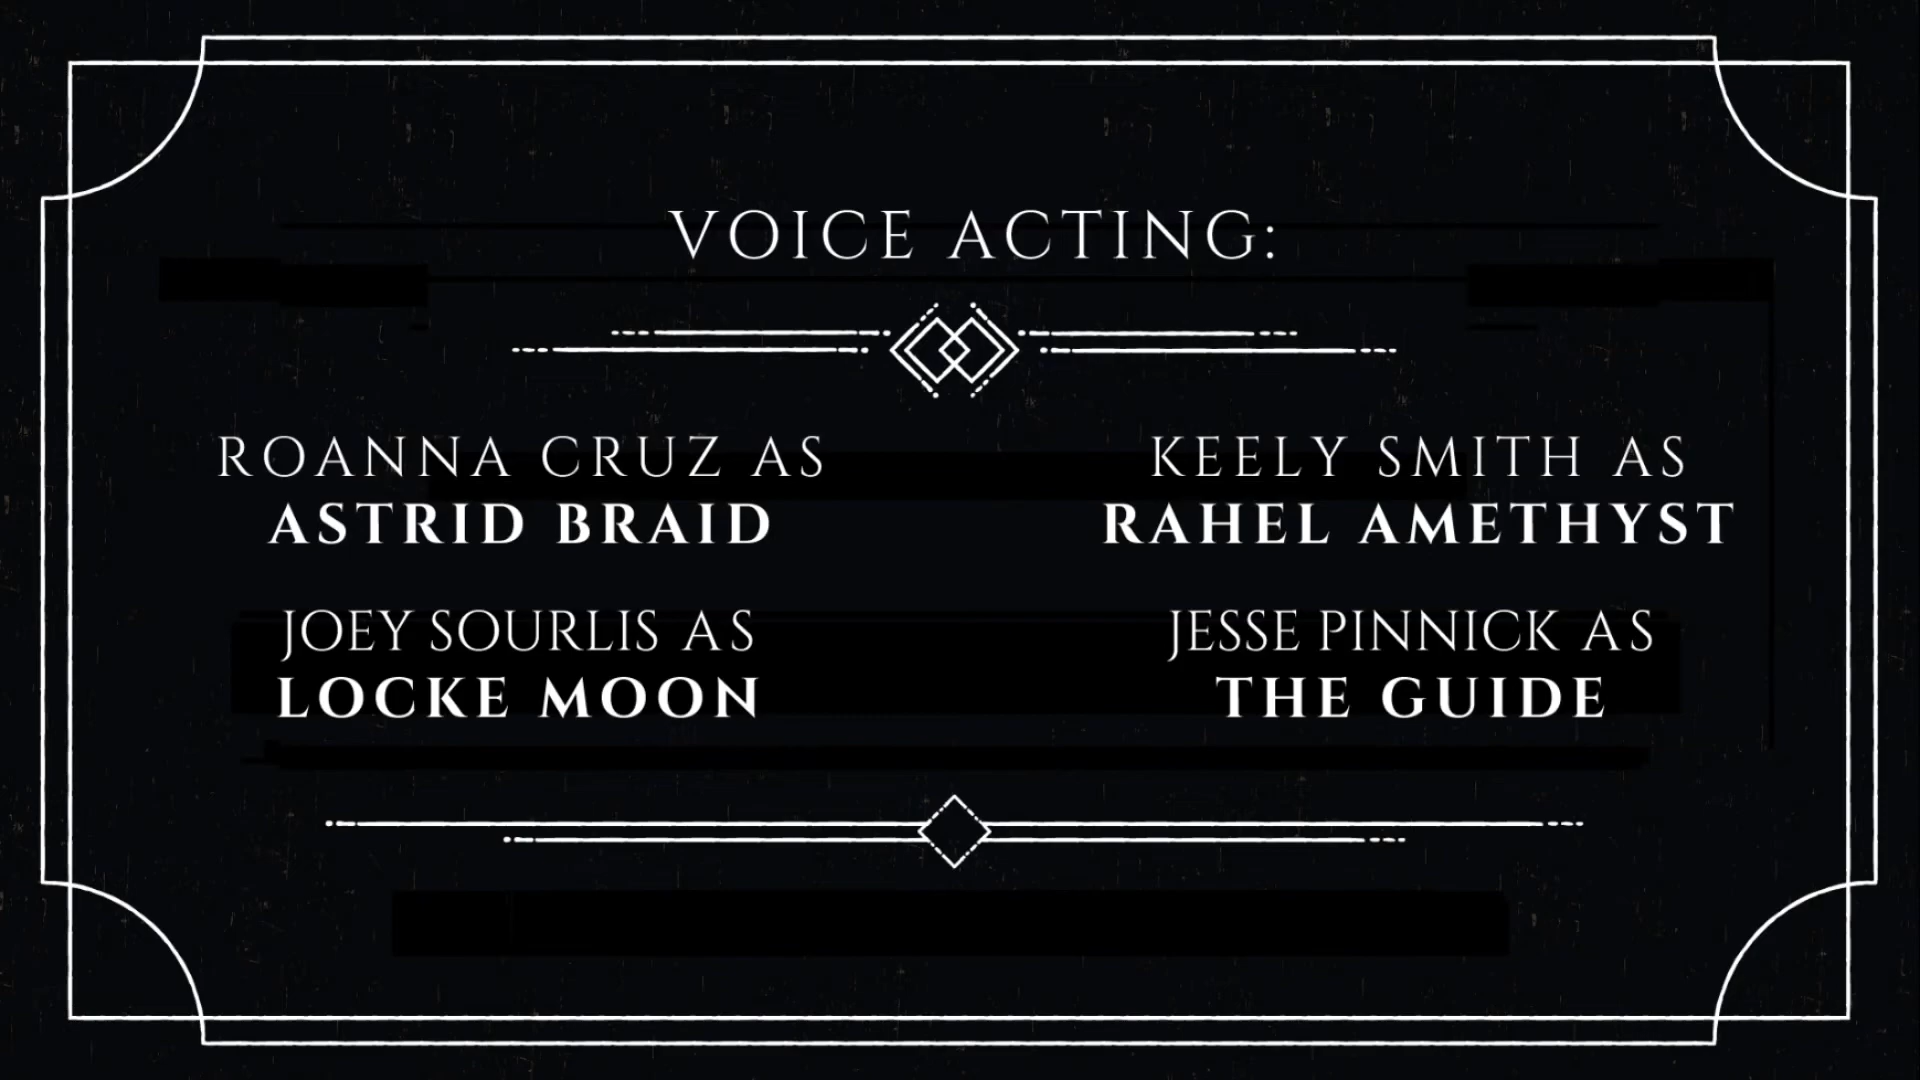 VOICE ACTING:
ROANNA CRUZ AS
ASTRID BRAID
KEELY SMITH AS
RAHEL AMETHYST
JOEY SOURLIS AS
LOCKE MOON
JESSE PINNICK AS
THE GUIDE